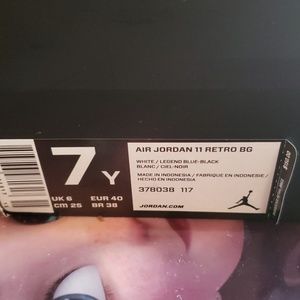 7 Y
UK 6 EUR 40
CM 25 BR 38
AIR JORDAN 11 RETRO BG
WHITE / LEGEND BLUE-BLACK
BLANC / CIEL-NOIR
MADE IN INDONESIA / FABRIQUE EN INDONESIE /
HECHO EN INDONESIA
378038 117
JORDAN.COM